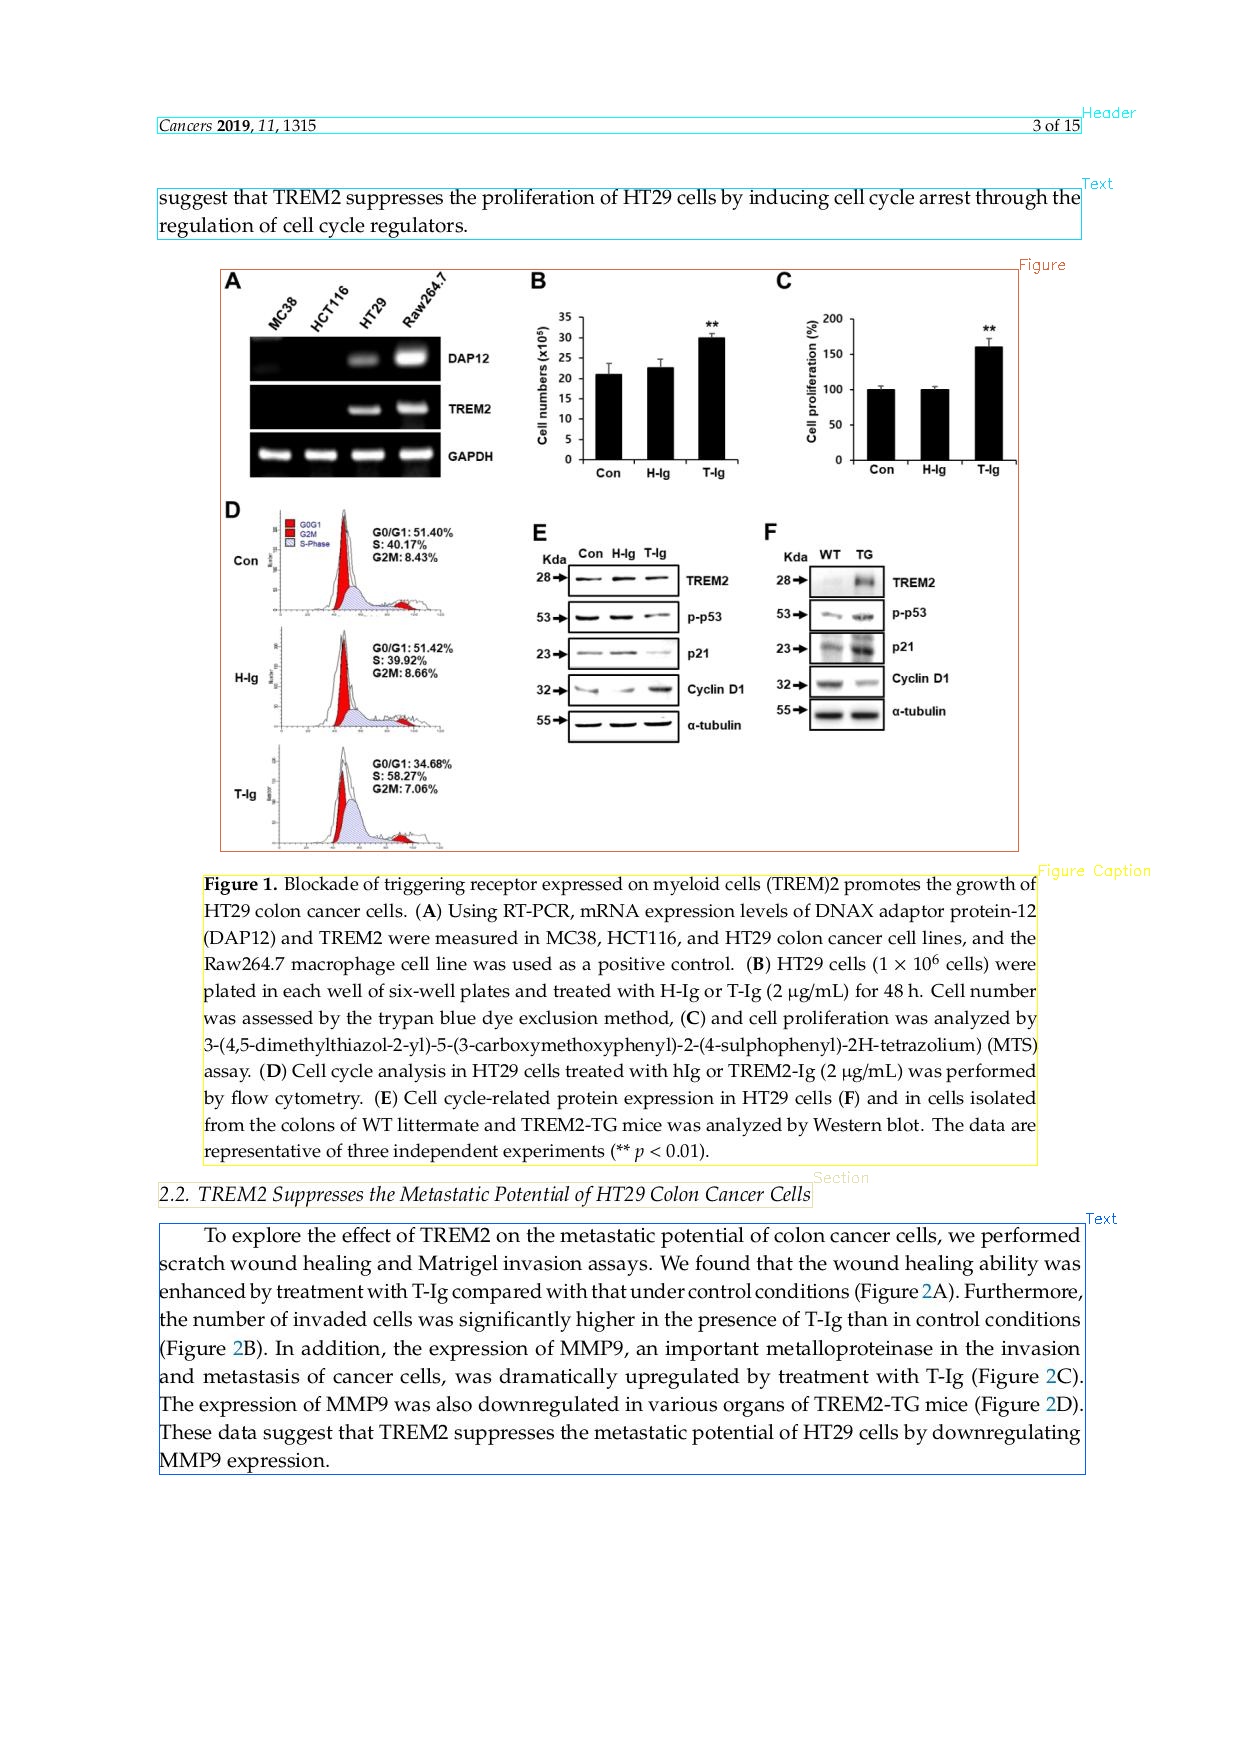 Header
Cancers 2019, 11, 1315 3 of 15
Text
suggest that TREM2 suppresses the proliferation of HT29 cells by inducing cell cycle arrest through the
regulation of cell cycle regulators.
Figure
A
MC38 HCT116 HT29 Raw264.7
DAP12
TREM2
GAPDH
B
Cell numbers (x10⁵)
35
30
25
20
15
10
5
0
**
Con H-Ig T-Ig
C
Cell proliferation (%)
200
150
100
50
0
**
Con H-Ig T-Ig
D
G0G1
G2M
S-Phase
Con
G0/G1: 51.40%
S: 40.17%
G2M: 8.43%
H-Ig
G0/G1: 51.42%
S: 39.92%
G2M: 8.66%
T-Ig
G0/G1: 34.68%
S: 58.27%
G2M: 7.06%
E
Kda Con H-Ig T-Ig
28 TREM2
53 p-p53
23 p21
32 Cyclin D1
55 α-tubulin
F
Kda WT TG
28 TREM2
53 p-p53
23 p21
32 Cyclin D1
55 α-tubulin
Figure Caption
Figure 1. Blockade of triggering receptor expressed on myeloid cells (TREM)2 promotes the growth of
HT29 colon cancer cells. (A) Using RT-PCR, mRNA expression levels of DNAX adaptor protein-12
(DAP12) and TREM2 were measured in MC38, HCT116, and HT29 colon cancer cell lines, and the
Raw264.7 macrophage cell line was used as a positive control. (B) HT29 cells (1 × 10⁶ cells) were
plated in each well of six-well plates and treated with H-Ig or T-Ig (2 µg/mL) for 48 h. Cell number
was assessed by the trypan blue dye exclusion method, (C) and cell proliferation was analyzed by
3-(4,5-dimethylthiazol-2-yl)-5-(3-carboxymethoxyphenyl)-2-(4-sulphophenyl)-2H-tetrazolium) (MTS)
assay. (D) Cell cycle analysis in HT29 cells treated with hIg or TREM2-Ig (2 µg/mL) was performed
by flow cytometry. (E) Cell cycle-related protein expression in HT29 cells (F) and in cells isolated
from the colons of WT littermate and TREM2-TG mice was analyzed by Western blot. The data are
representative of three independent experiments (** p < 0.01).
Section
2.2. TREM2 Suppresses the Metastatic Potential of HT29 Colon Cancer Cells
Text
To explore the effect of TREM2 on the metastatic potential of colon cancer cells, we performed
scratch wound healing and Matrigel invasion assays. We found that the wound healing ability was
enhanced by treatment with T-Ig compared with that under control conditions (Figure 2A). Furthermore,
the number of invaded cells was significantly higher in the presence of T-Ig than in control conditions
(Figure 2B). In addition, the expression of MMP9, an important metalloproteinase in the invasion
and metastasis of cancer cells, was dramatically upregulated by treatment with T-Ig (Figure 2C).
The expression of MMP9 was also downregulated in various organs of TREM2-TG mice (Figure 2D).
These data suggest that TREM2 suppresses the metastatic potential of HT29 cells by downregulating
MMP9 expression.